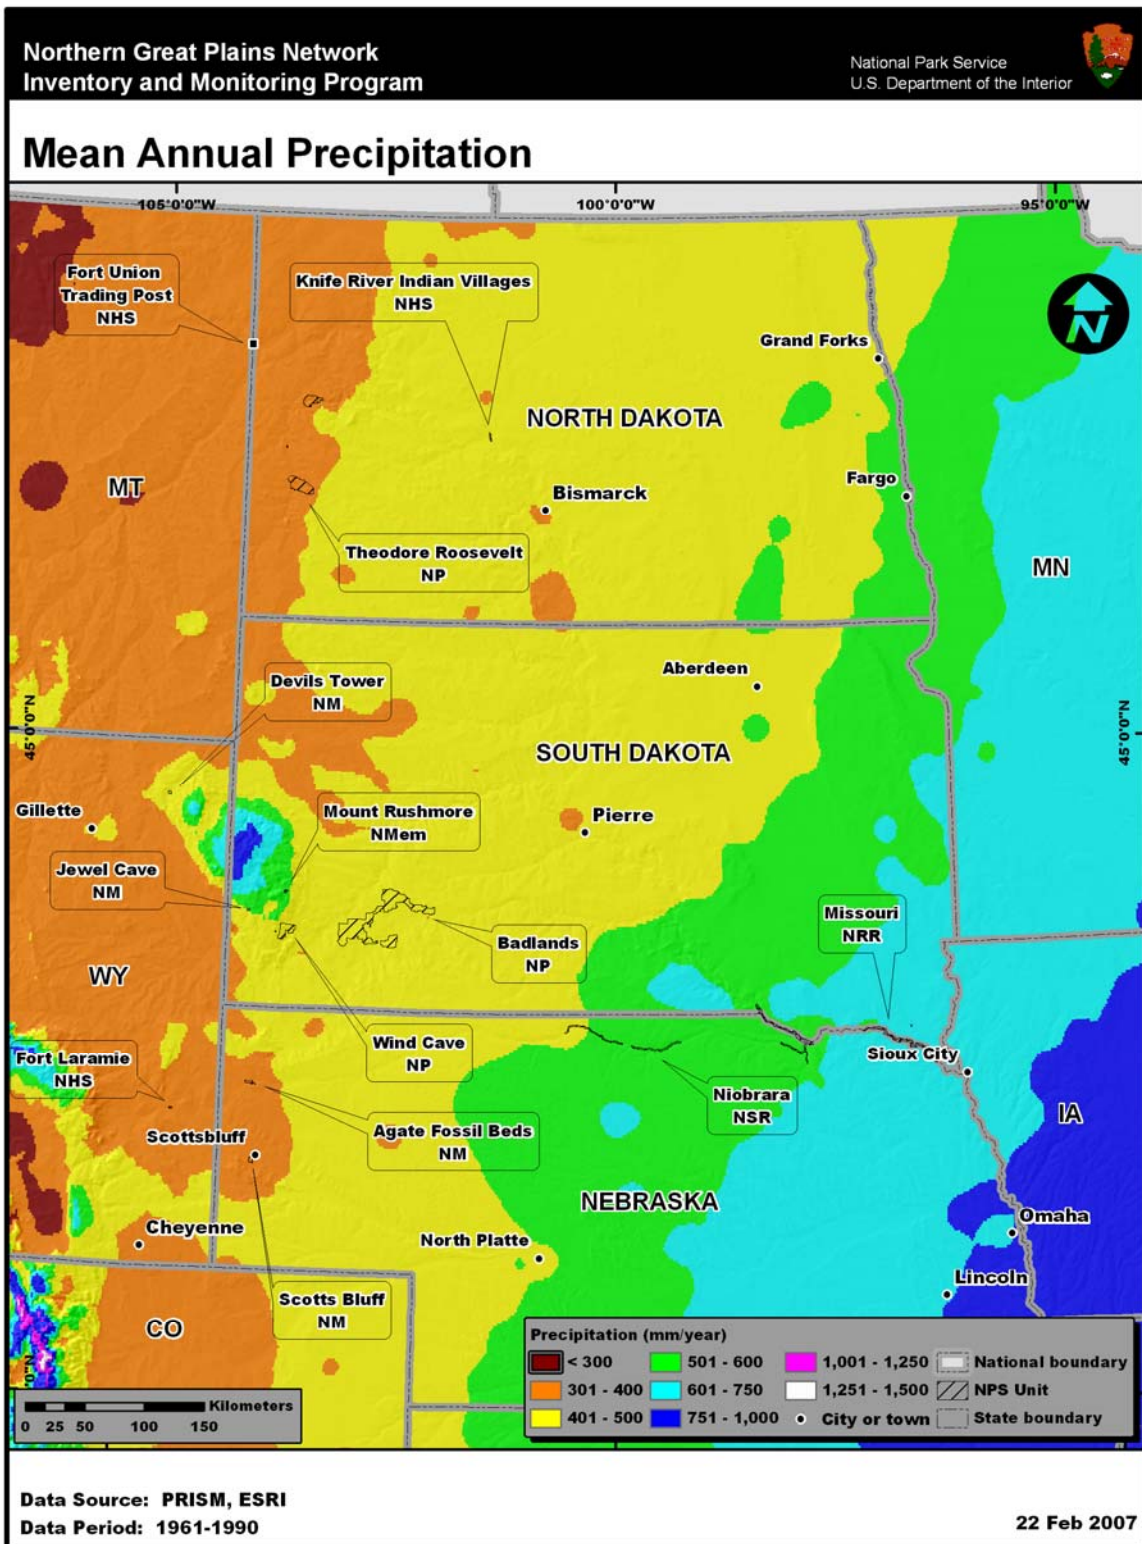 Northern Great Plains Network
Inventory and Monitoring Program
National Park Service
U.S. Department of the Interior
Mean Annual Precipitation
105°0'0"W
100°0'0"W
95°0'0"W
Fort Union
Trading Post
NHS
Knife River Indian Villages
NHS
N
Grand Forks
NORTH DAKOTA
MT
Fargo
Bismarck
Theodore Roosevelt
NP
MN
Aberdeen
Devils Tower
NM
45°0'0"N
45°0'0"N
SOUTH DAKOTA
Gillette
Mount Rushmore
NMem
Pierre
Jewel Cave
NM
Missouri
NRR
Badlands
NP
WY
Wind Cave
NP
Fort Laramie
NHS
Sioux City
Niobrara
NSR
IA
Agate Fossil Beds
NM
Scottsbluff
NEBRASKA
Cheyenne
North Platte
Omaha
Lincoln
Scotts Bluff
NM
CO
0"N
Precipitation (mm/year)
< 300
501 - 600
1,001 - 1,250
National boundary
301 - 400
601 - 750
1,251 - 1,500
NPS Unit
401 - 500
751 - 1,000
City or town
State boundary
Kilometers
0 25 50 100 150
Data Source: PRISM, ESRI
Data Period: 1961-1990
22 Feb 2007